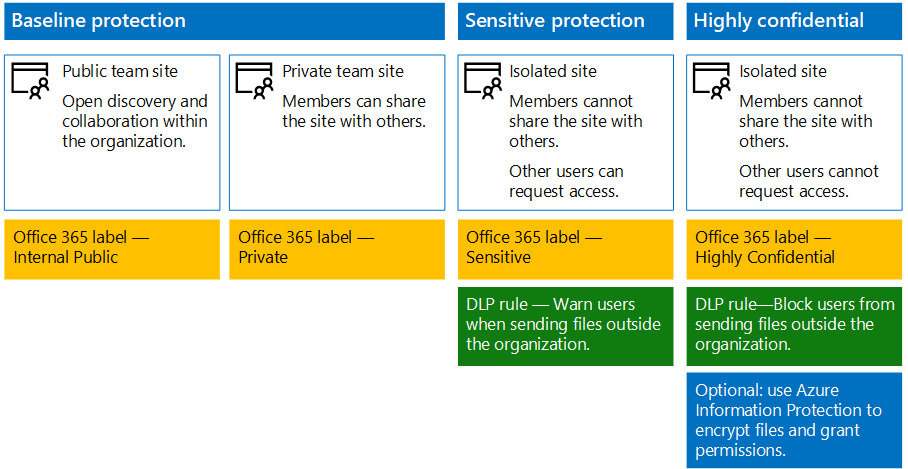 Baseline protection
Sensitive protection
Highly confidential
Public team site
Open discovery and
collaboration within
the organization.
Private team site
Members can share
the site with others.
Isolated site
Members cannot
share the site with
others.
Other users can
request access.
Isolated site
Members cannot
share the site with
others.
Other users cannot
request access.
Office 365 label —
Internal Public
Office 365 label —
Private
Office 365 label —
Sensitive
Office 365 label —
Highly Confidential
DLP rule — Warn users
when sending files outside
the organization.
DLP rule—Block users from
sending files outside the
organization.
Optional: use Azure
Information Protection to
encrypt files and grant
permissions.